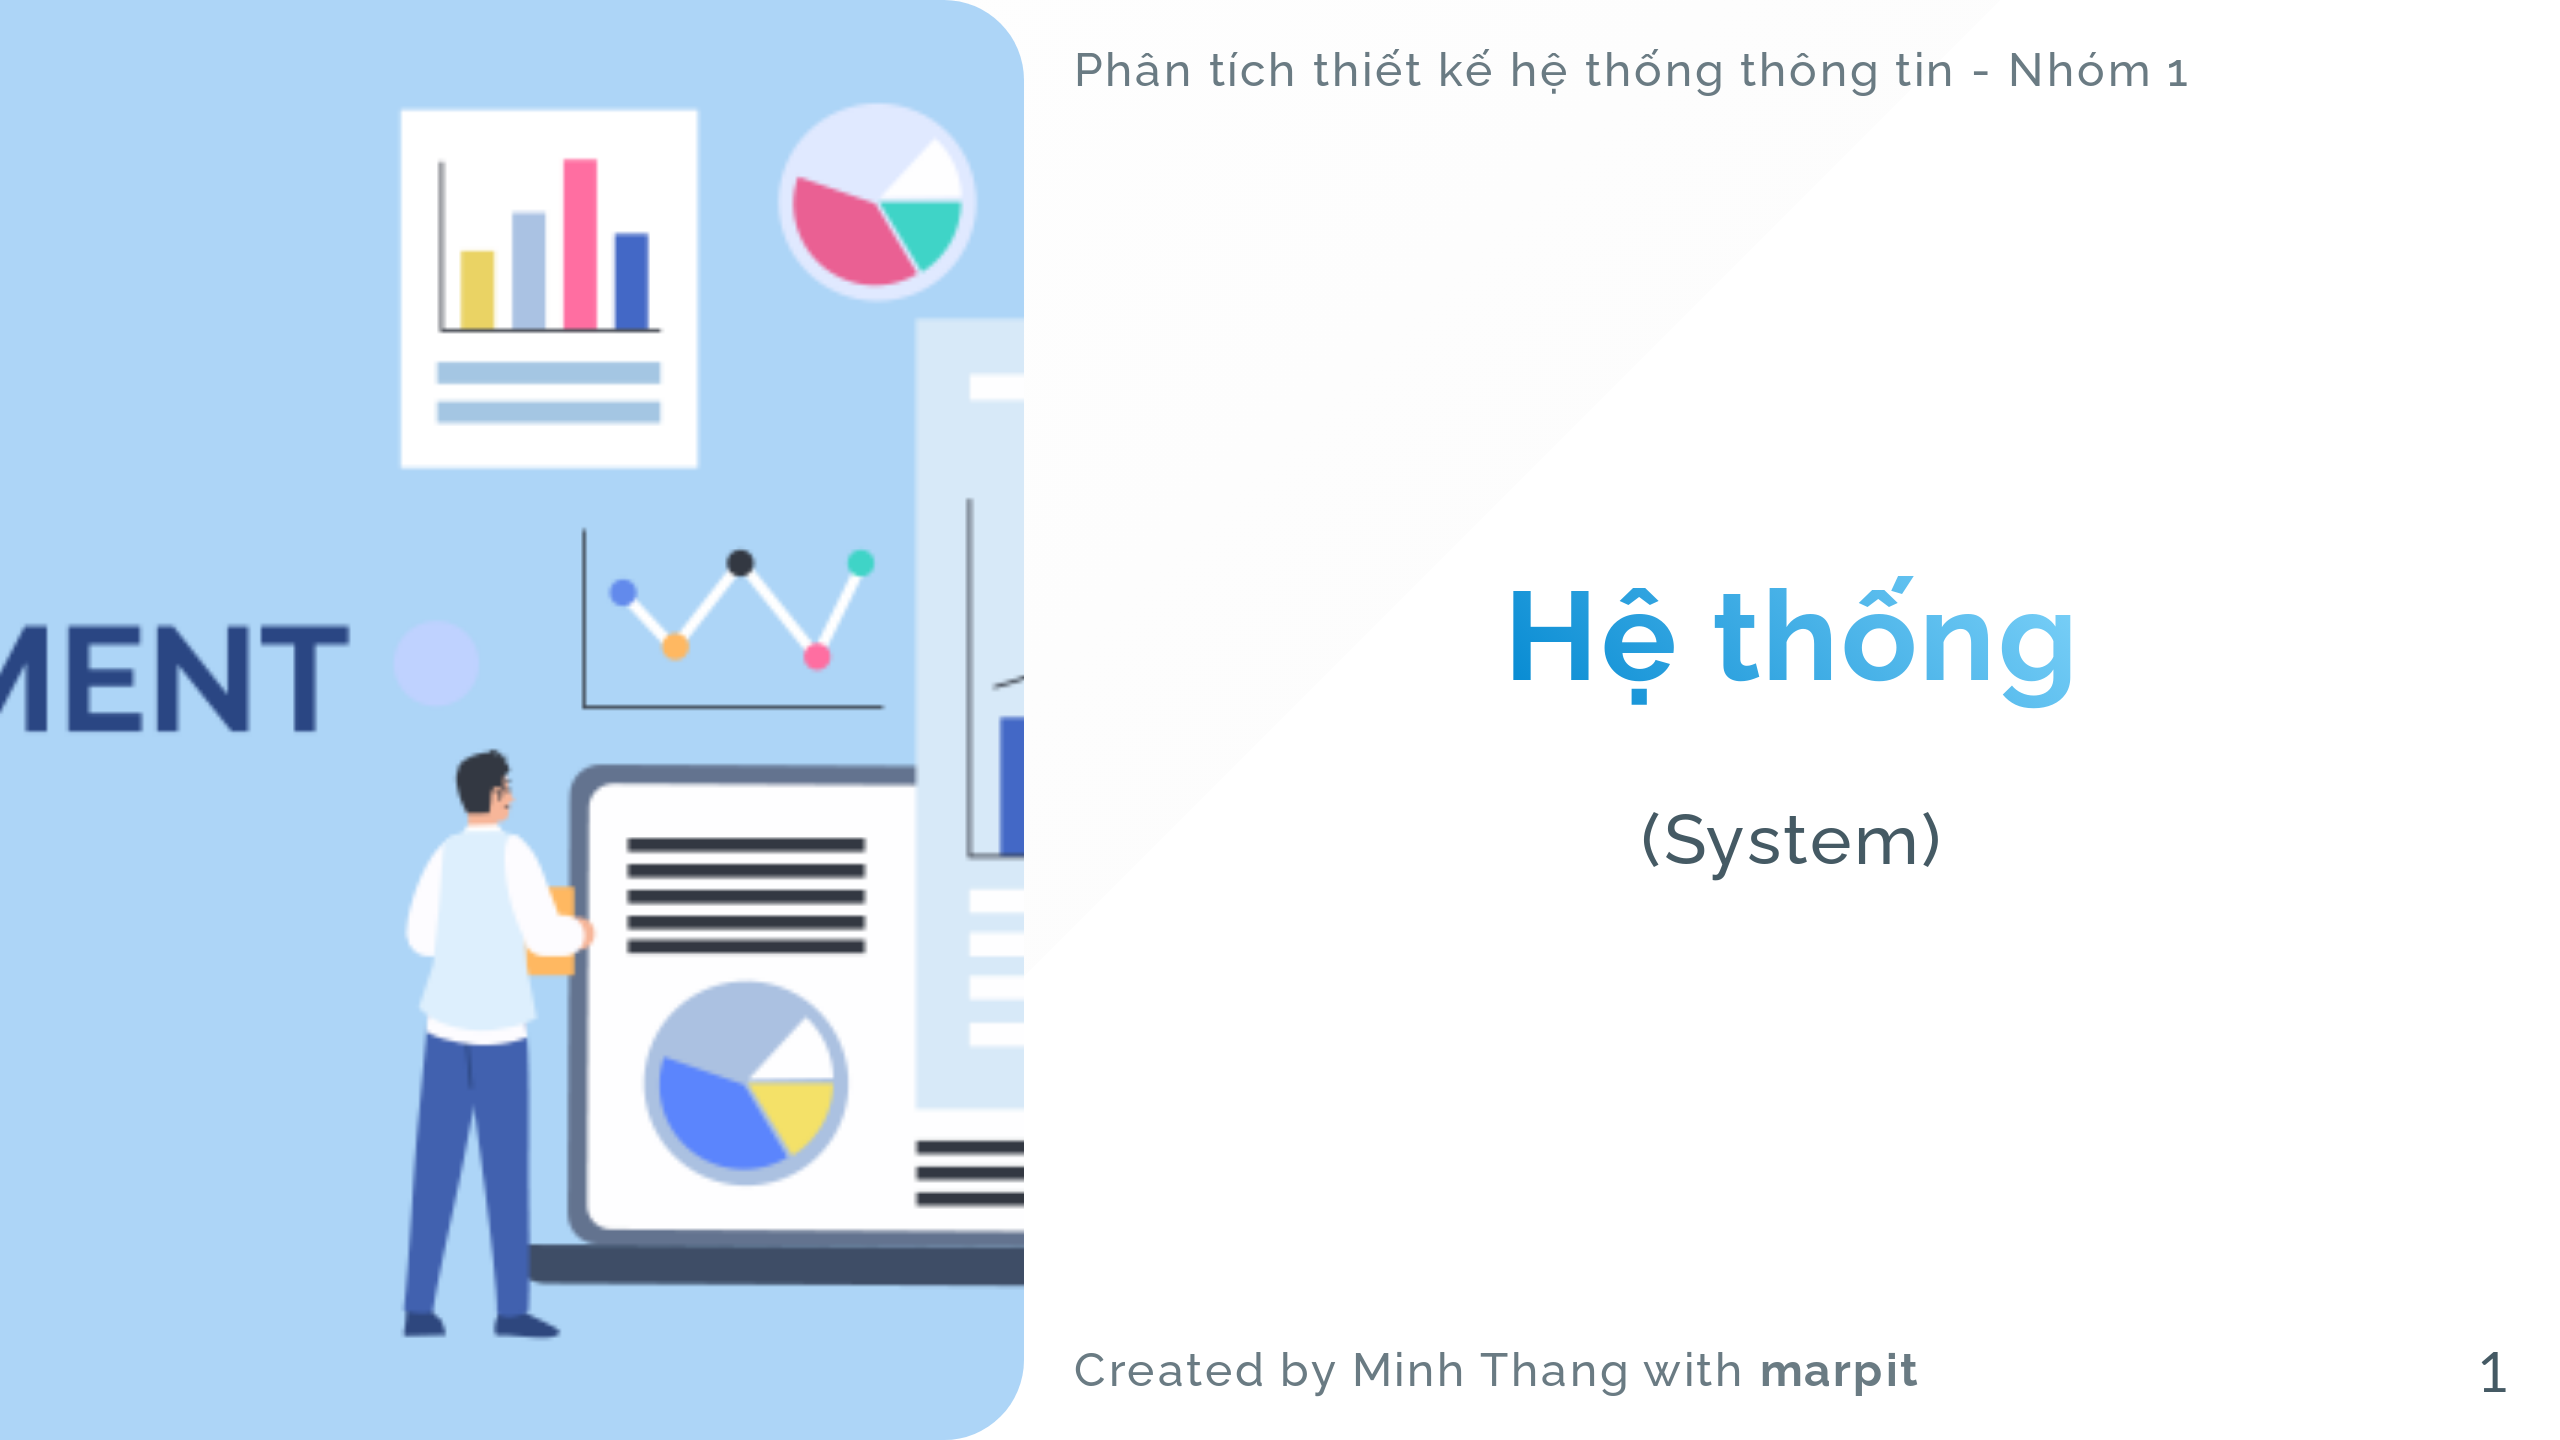 Phân tích thiết kế hệ thống thông tin - Nhóm 1
MENT
Hệ thống
(System)
Created by Minh Thang with marpit
1